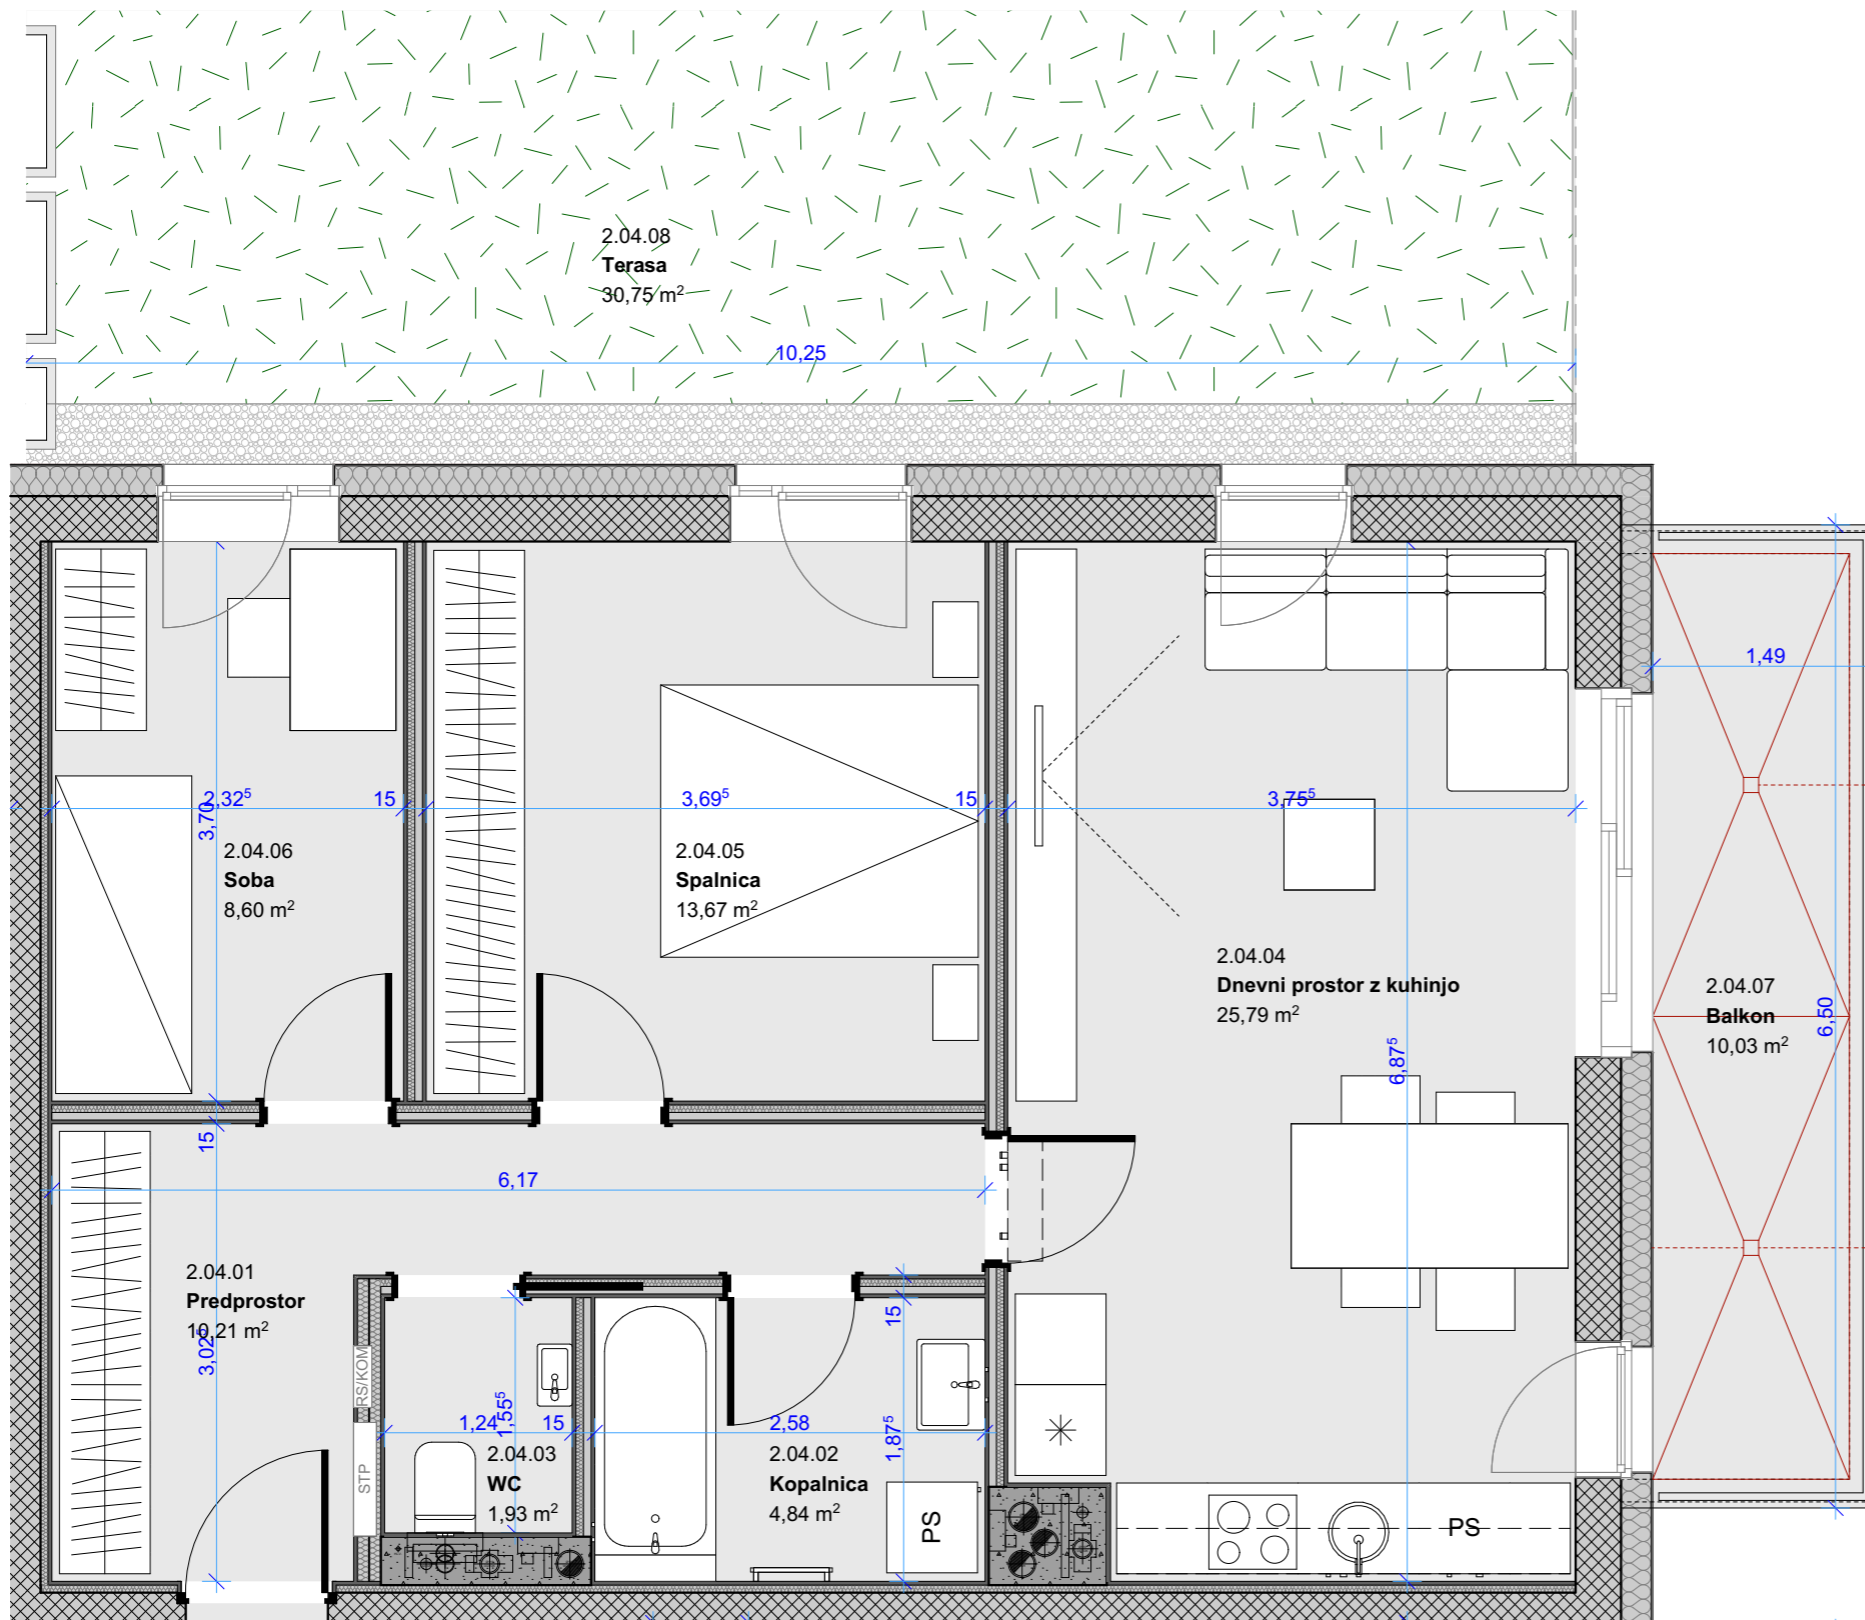 2.04.08
Terasa
30,75 m²
10,25
1,49
2,32⁵
15
3,69⁵
15
3,75⁵
3,70
2.04.06
Soba
8,60 m²
2.04.05
Spalnica
13,67 m²
2.04.04
Dnevni prostor z kuhinjo
25,79 m²
6,87⁵
2.04.07
Balkon
10,03 m²
6,50
15
6,17
2.04.01
Predprostor
10,21 m²
3,02⁵
RS/KOM
STP
15
1,24
1,55⁵
15
2,58
1,87⁵
2.04.03
WC
1,93 m²
2.04.02
Kopalnica
4,84 m²
PS
PS